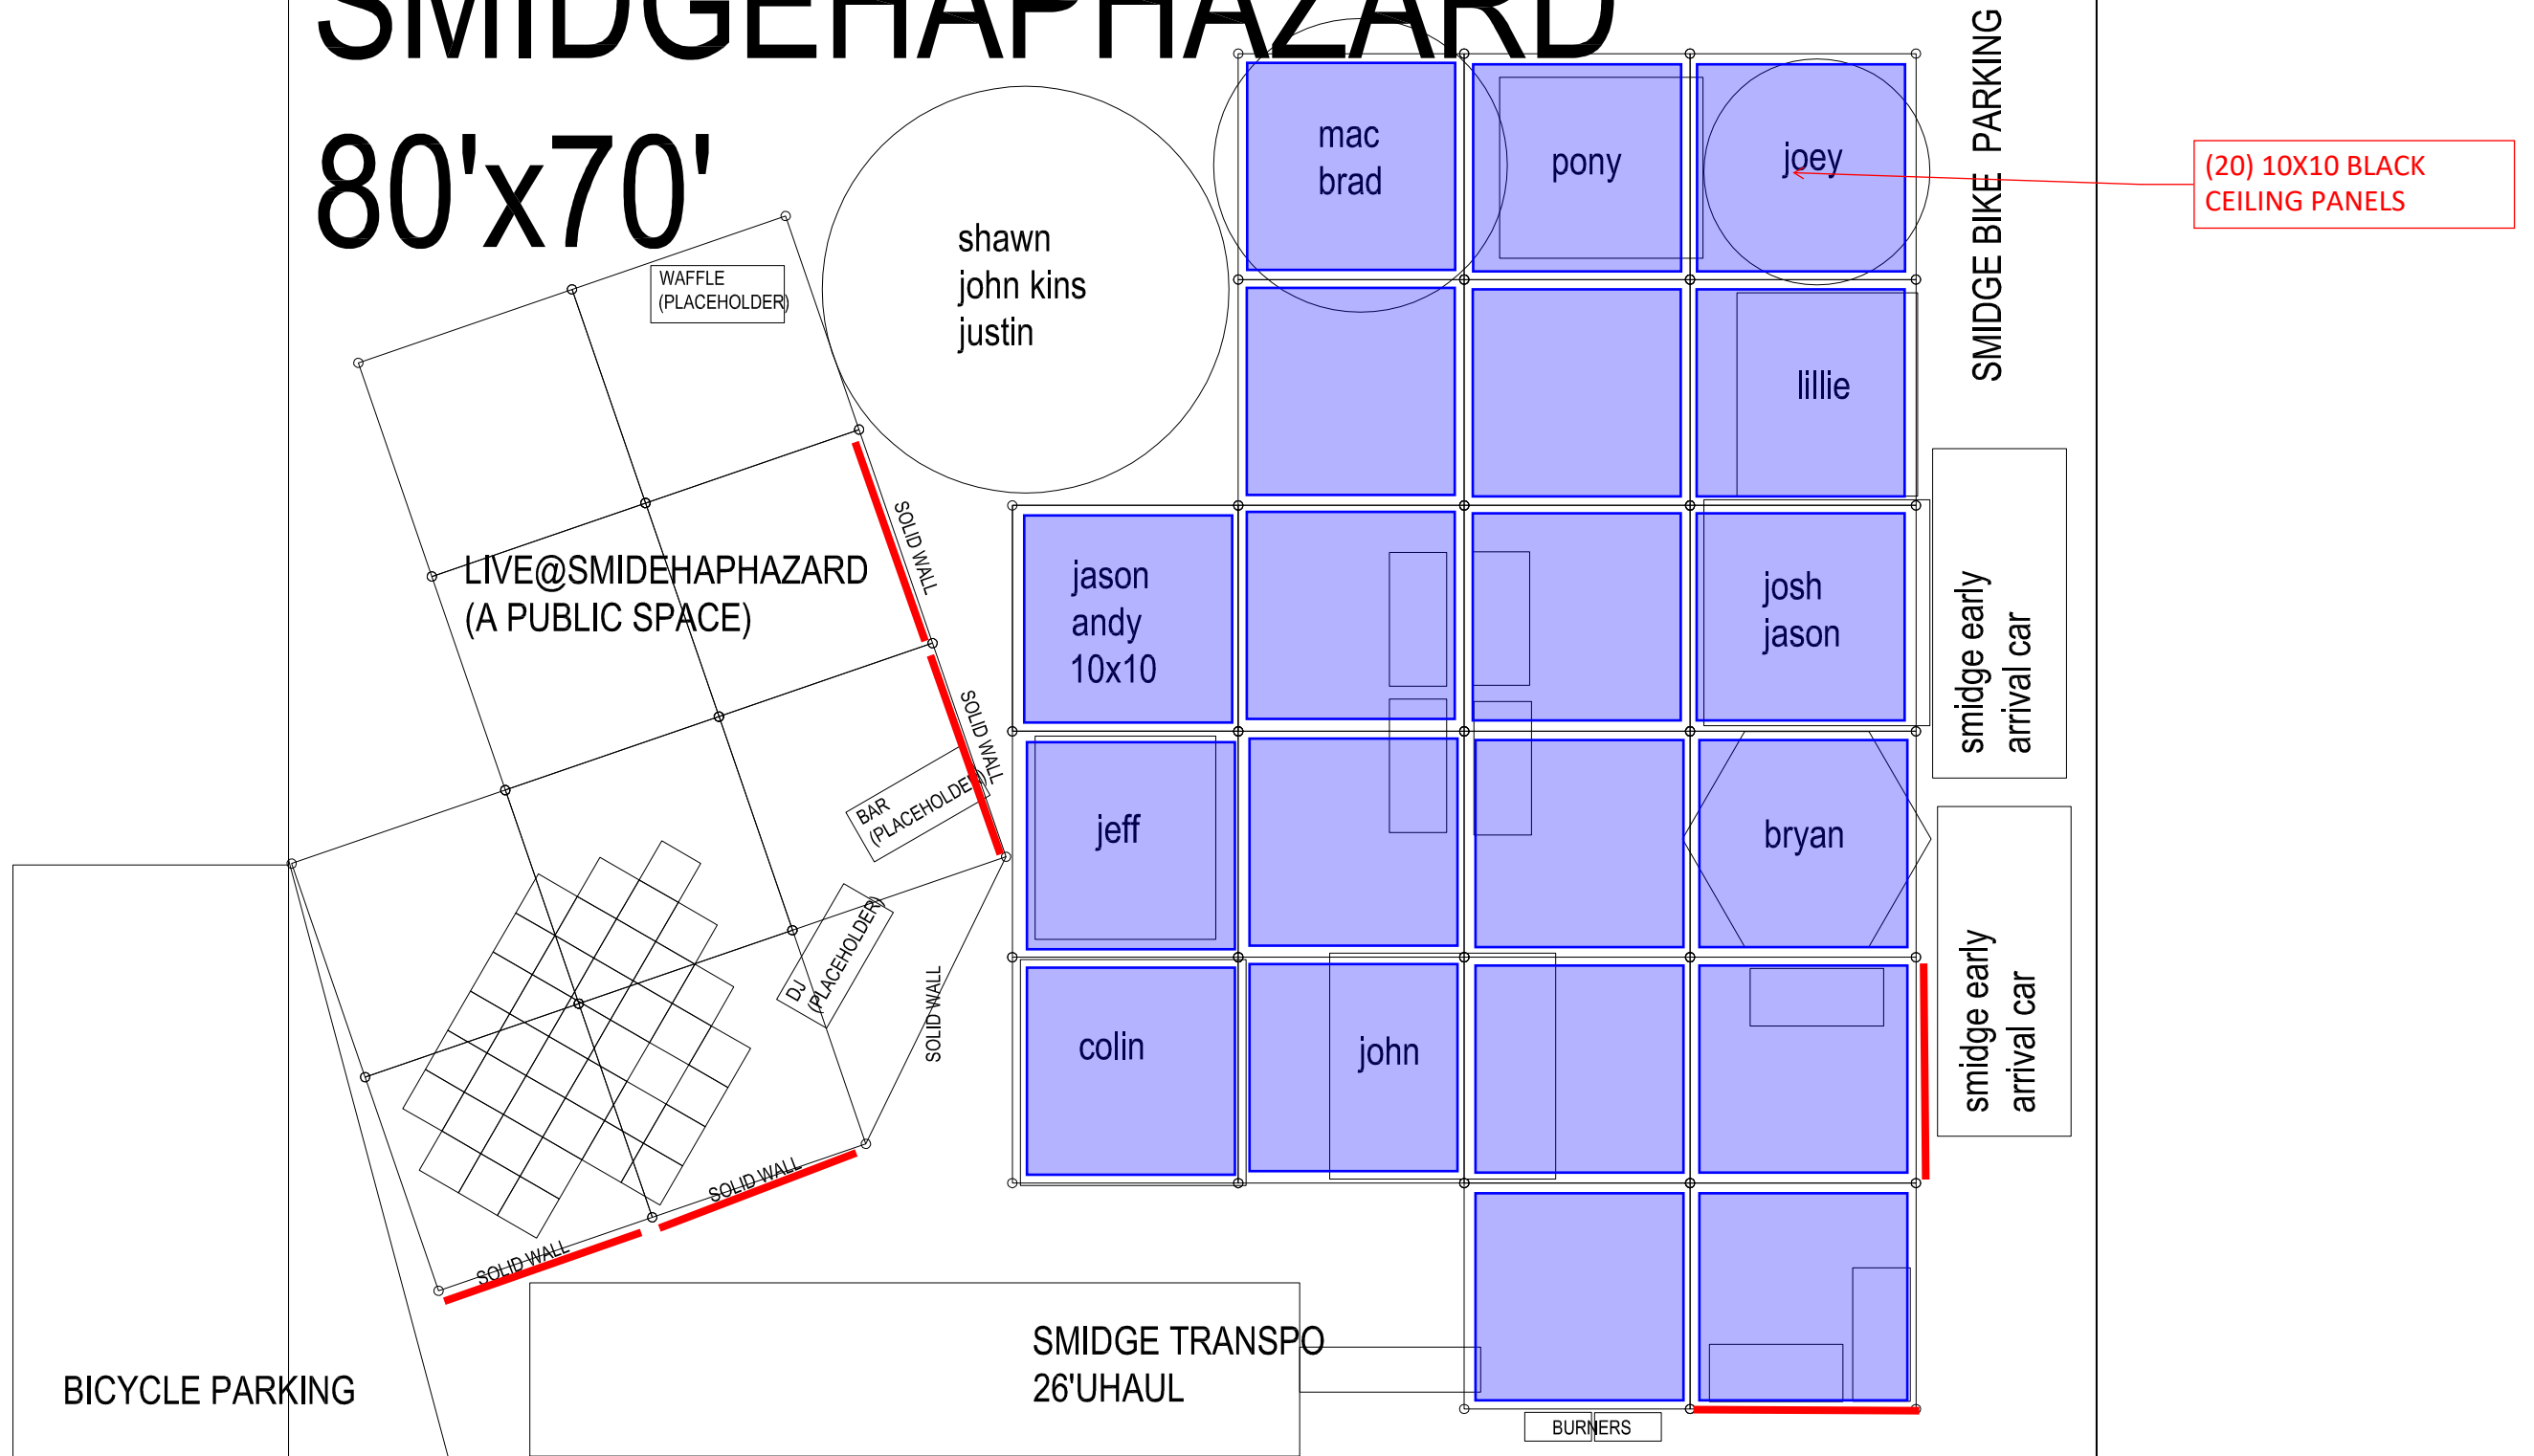 SMIDGEHAPHAZARD
80'x70'
SMIDGE BIKE PARKING
(20) 10X10 BLACK
CEILING PANELS
mac
brad
pony
joey
shawn
john kins
justin
WAFFLE
(PLACEHOLDER)
lillie
SOLID WALL
LIVE@SMIDEHAPHAZARD
(A PUBLIC SPACE)
jason
andy
10x10
josh
jason
smidge early
arrival car
SOLID WALL
BAR
(PLACEHOLDER)
jeff
bryan
DJ
(PLACEHOLDER)
SOLID WALL
colin
john
smidge early
arrival car
SOLID WALL
SOLID WALL
SMIDGE TRANSPO
26'UHAUL
BICYCLE PARKING
BURNERS